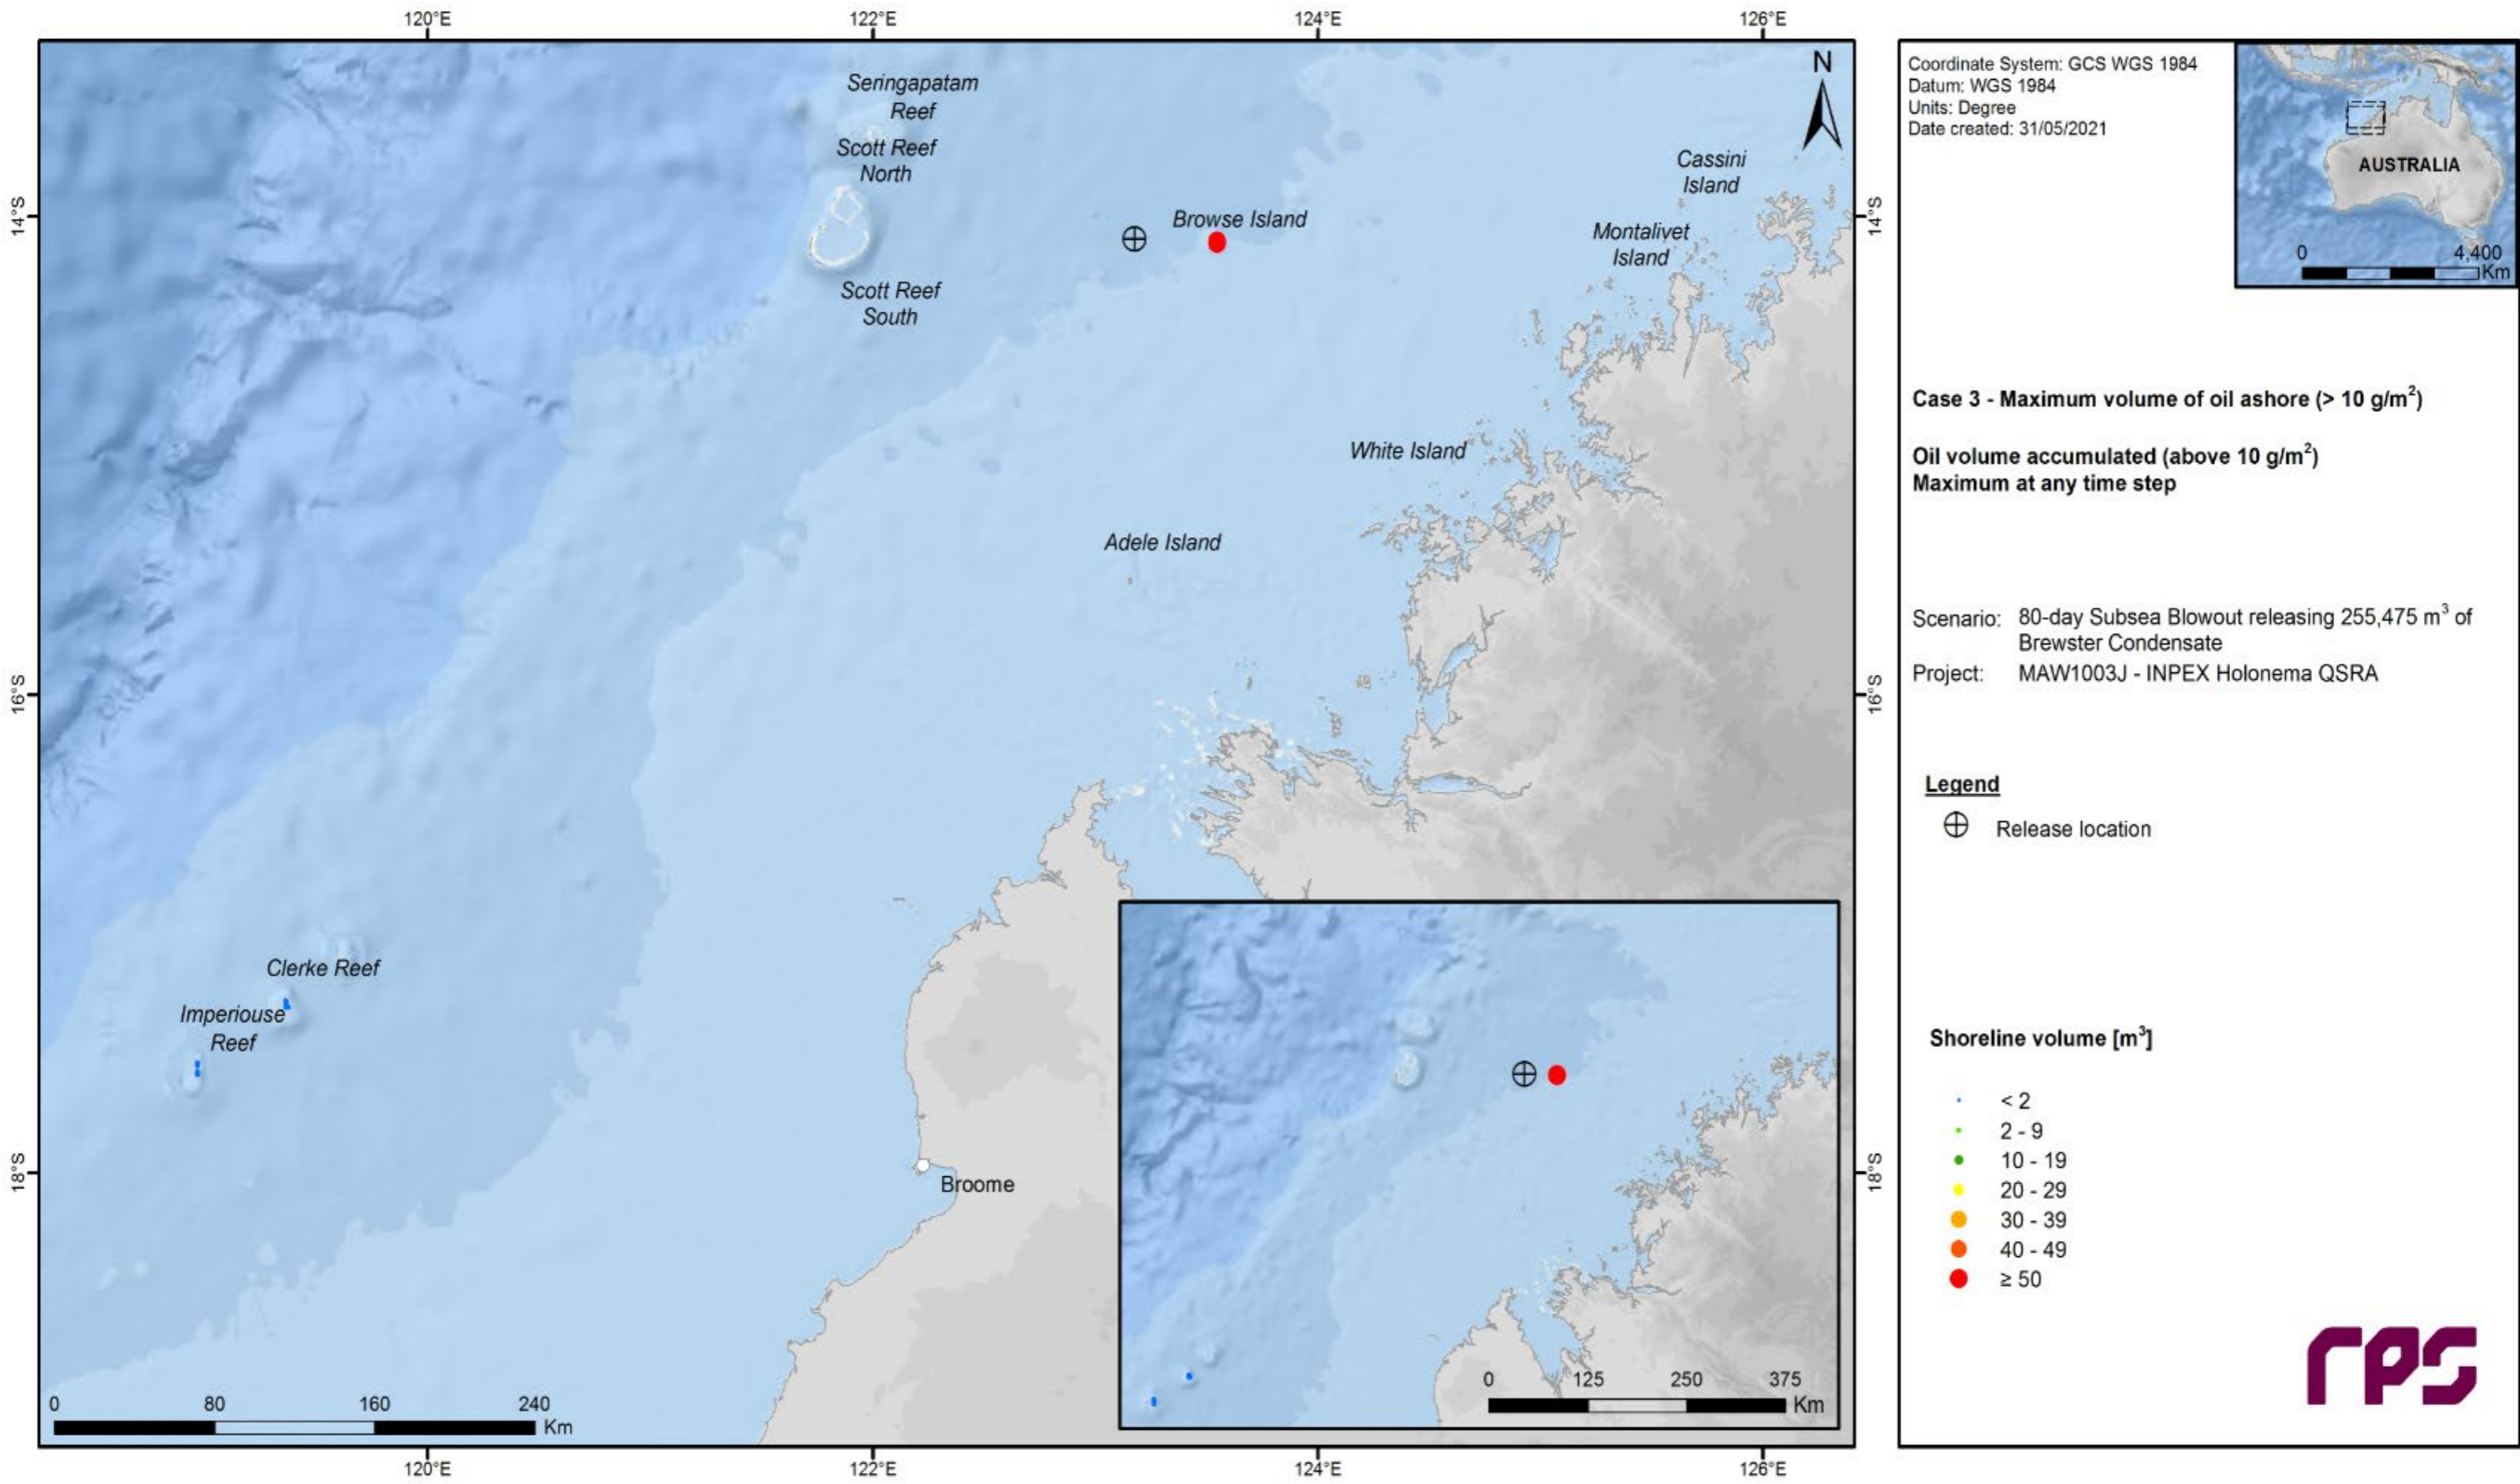 120°E
122°E
124°E
126°E
14°S
16°S
18°S
Seringapatam
Reef
Scott Reef
North
Scott Reef
South
Browse Island
N
Cassini
Island
Montalivet
Island
White Island
Adele Island
Clerke Reef
Imperiouse
Reef
Broome
0 80 160 240 Km
0 125 250 375 Km
14°S
16°S
18°S
120°E
122°E
124°E
126°E
Coordinate System: GCS WGS 1984
Datum: WGS 1984
Units: Degree
Date created: 31/05/2021
AUSTRALIA
0 4,400
Km
Case 3 - Maximum volume of oil ashore (> 10 g/m²)
Oil volume accumulated (above 10 g/m²)
Maximum at any time step
Scenario: 80-day Subsea Blowout releasing 255,475 m³ of
Brewster Condensate
Project: MAW1003J - INPEX Holonema QSRA
Legend
Release location
Shoreline volume [m³]
< 2
2 - 9
10 - 19
20 - 29
30 - 39
40 - 49
≥ 50
rps